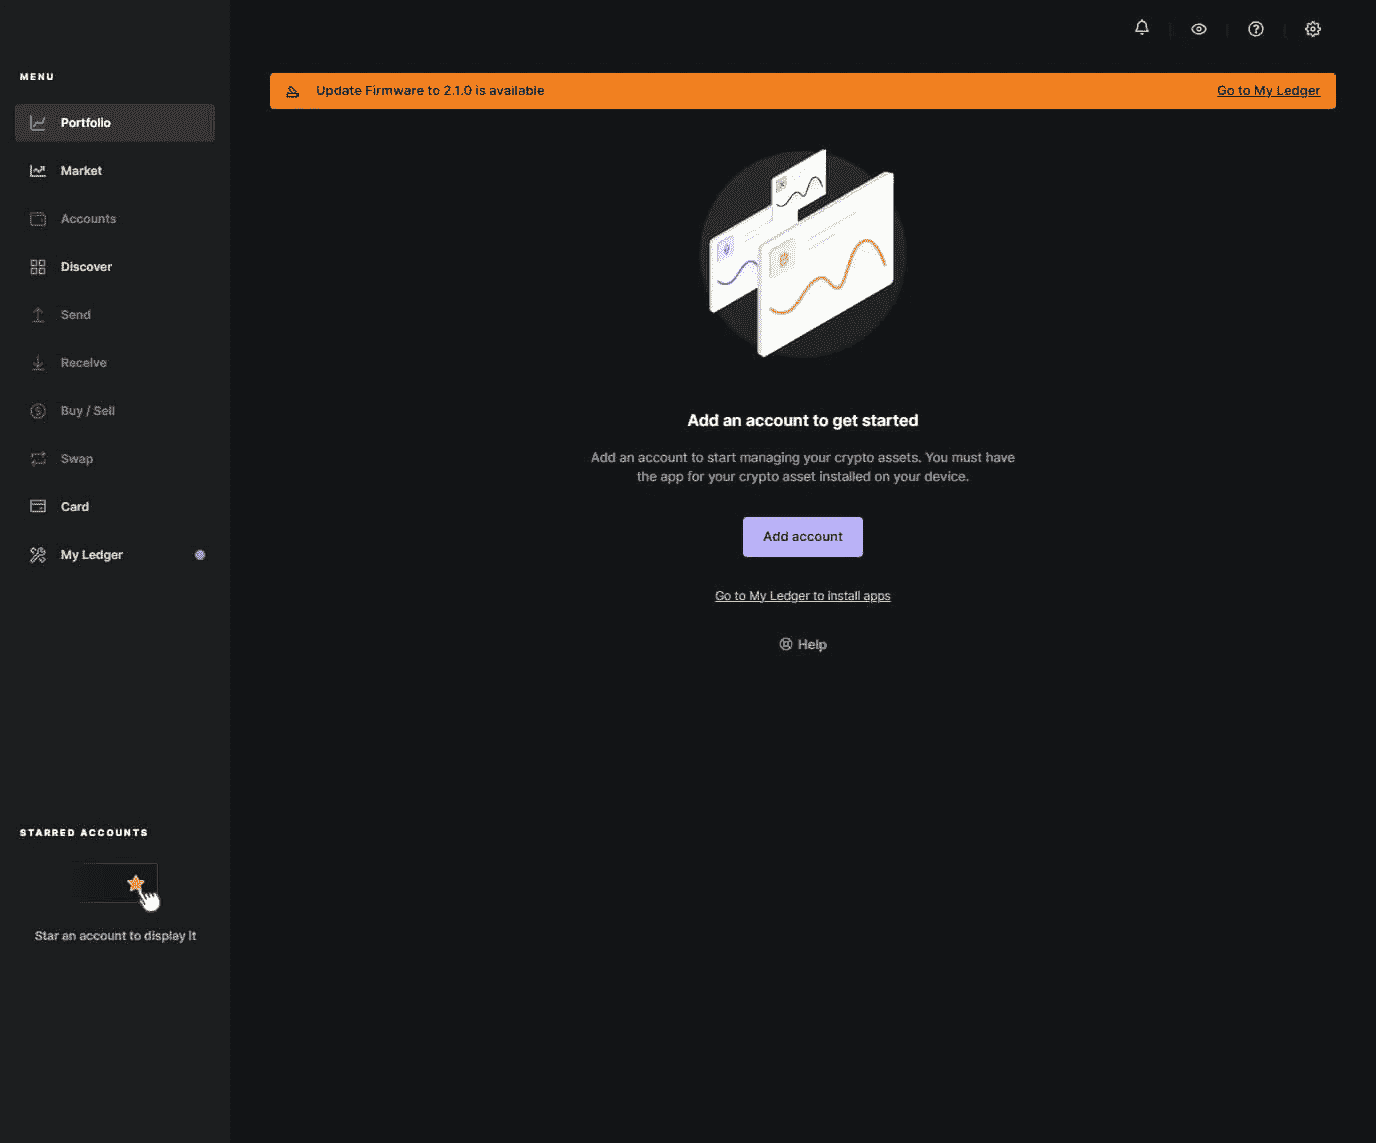 MENU
Portfolio
Market
Accounts
Discover
Send
Receive
Buy / Sell
Swap
Card
My Ledger
STARRED ACCOUNTS
Star an account to display it
Update Firmware to 2.1.0 is available
Go to My Ledger
Add an account to get started
Add an account to start managing your crypto assets. You must have
the app for your crypto asset installed on your device.
Add account
Go to My Ledger to install apps
Help